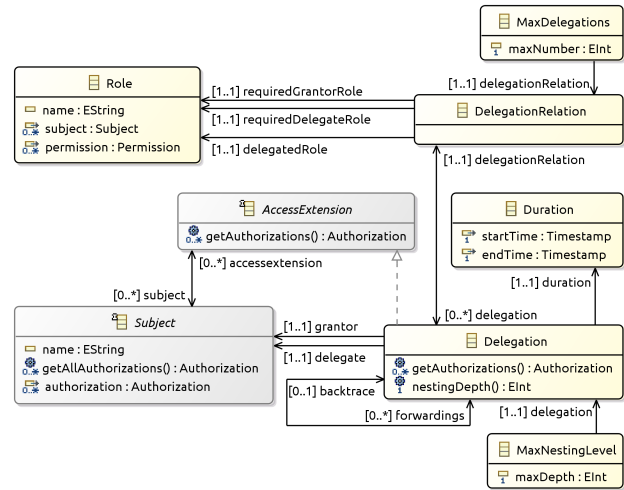 MaxDelegations
maxNumber : EInt
[1..1] delegationRelation
Role
name : EString
0..* subject : Subject
0..* permission : Permission
[1..1] requiredGrantorRole
[1..1] requiredDelegateRole
[1..1] delegatedRole
DelegationRelation
[1..1] delegationRelation
AccessExtension
0..* getAuthorizations() : Authorization
[0..*] accessextension
[0..*] subject
Duration
1 startTime : Timestamp
1 endTime : Timestamp
[1..1] duration
[0..*] delegation
Subject
name : EString
0..* getAllAuthorizations() : Authorization
0..* authorization : Authorization
[1..1] grantor
[1..1] delegate
Delegation
0..* getAuthorizations() : Authorization
1 nestingDepth() : EInt
[0..1] backtrace
[0..*] forwardings
[1..1] delegation
MaxNestingLevel
1 maxDepth : EInt